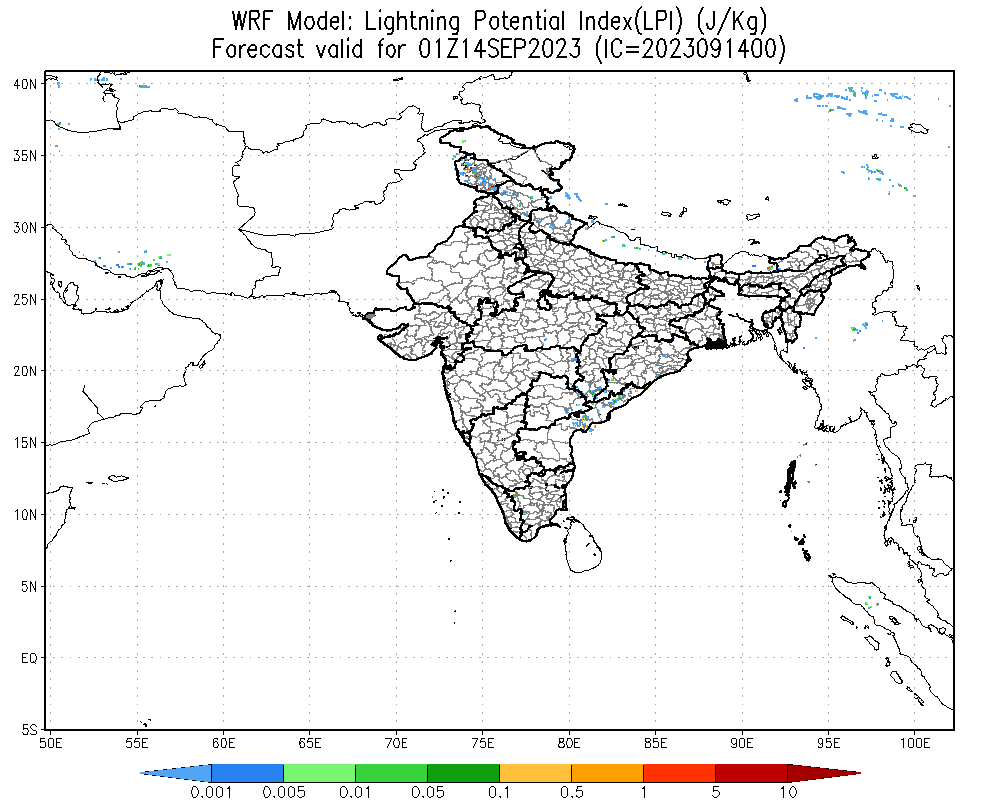 WRF Model: Lightning Potential Index(LPI) (J/Kg)
Forecast valid for 01Z14SEP2023 (IC=2023091400)
40N
35N
30N
25N
20N
15N
10N
5N
EQ
5S
50E 55E 60E 65E 70E 75E 80E 85E 90E 95E 100E
0.001 0.005 0.01 0.05 0.1 0.5 1 5 10